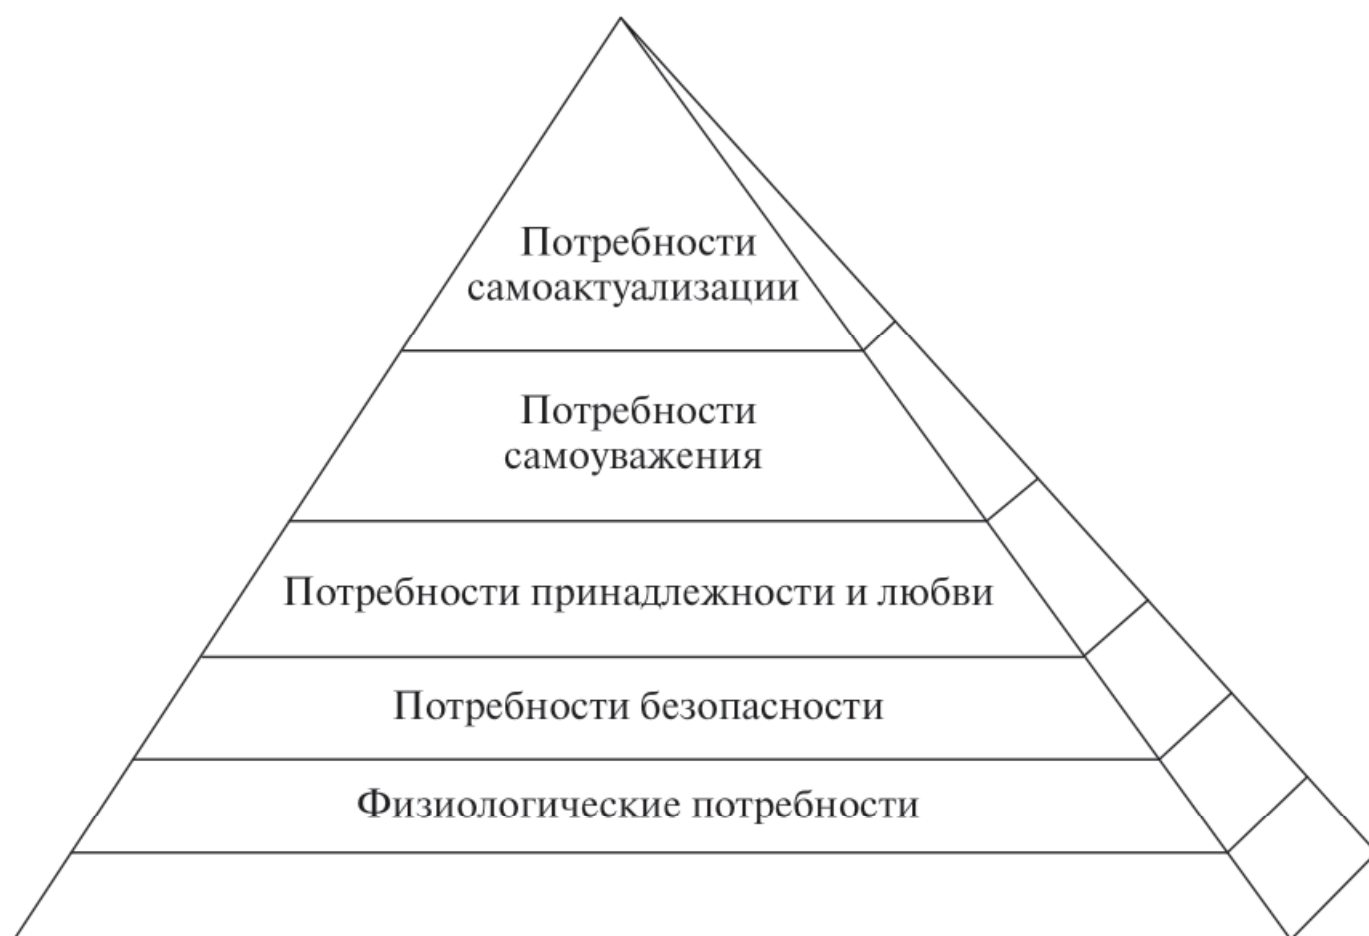 Потребности
самоактуализации
Потребности
самоуважения
Потребности принадлежности и любви
Потребности безопасности
Физиологические потребности